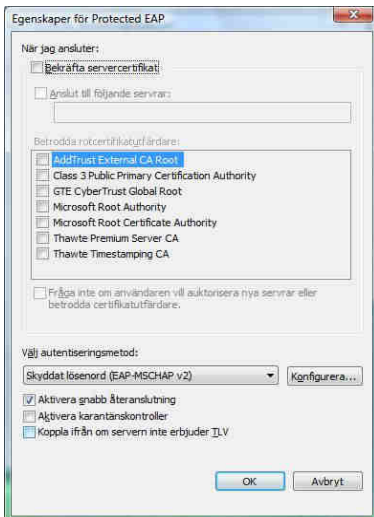 Egenskaper för Protected EAP
När jag ansluter:
Bekräfta servercertifikat
Anslut till följande servrar:
Betrodda rotcertifikatutfärdare:
AddTrust External CA Root
Class 3 Public Primary Certification Authority
GTE CyberTrust Global Root
Microsoft Root Authority
Microsoft Root Certificate Authority
Thawte Premium Server CA
Thawte Timestamping CA
Fråga inte om användaren vill auktorisera nya servrar eller
betrodda certifikatutfärdare.
Välj autentiseringsmetod:
Skyddat lösenord (EAP-MSCHAP v2)
Konfigurera...
Aktivera snabb återanslutning
Aktivera karantänskontroller
Koppla ifrån om servern inte erbjuder TLV
OK
Avbryt